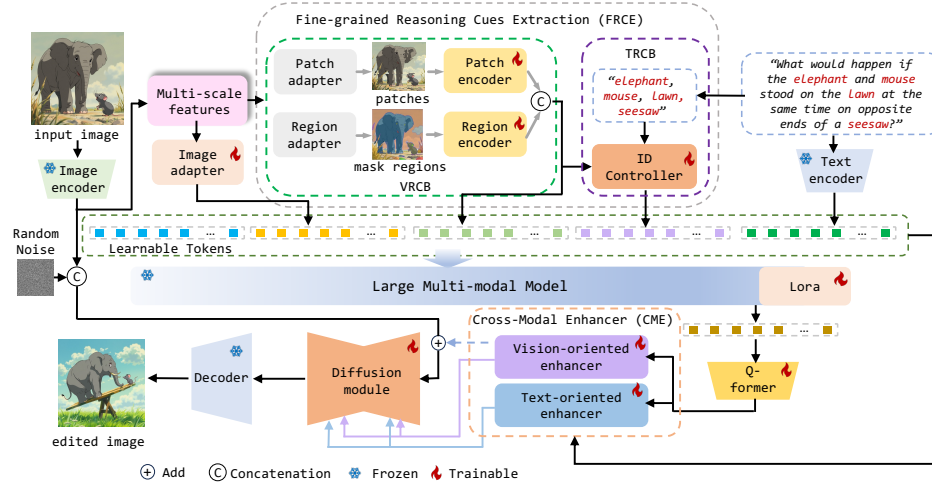 Fine-grained Reasoning Cues Extraction (FRCE)
input image
Image
encoder
Multi-scale
features
Image
adapter
Patch
adapter
patches
Patch
encoder
Region
adapter
mask regions
Region
encoder
C
VRCB
TRCB
“elephant,
mouse, lawn,
seesaw”
ID
Controller
“What would happen if
the elephant and mouse
stood on the lawn at the
same time on opposite
ends of a seesaw?”
Text
encoder
...
...
...
...
...
Learnable Tokens
Random
Noise
C
Large Multi-modal Model
Lora
...
Q-
former
Cross-Modal Enhancer (CME)
Vision-oriented
enhancer
Text-oriented
enhancer
+
Diffusion
module
Decoder
edited image
+ Add
C Concatenation
Frozen
Trainable